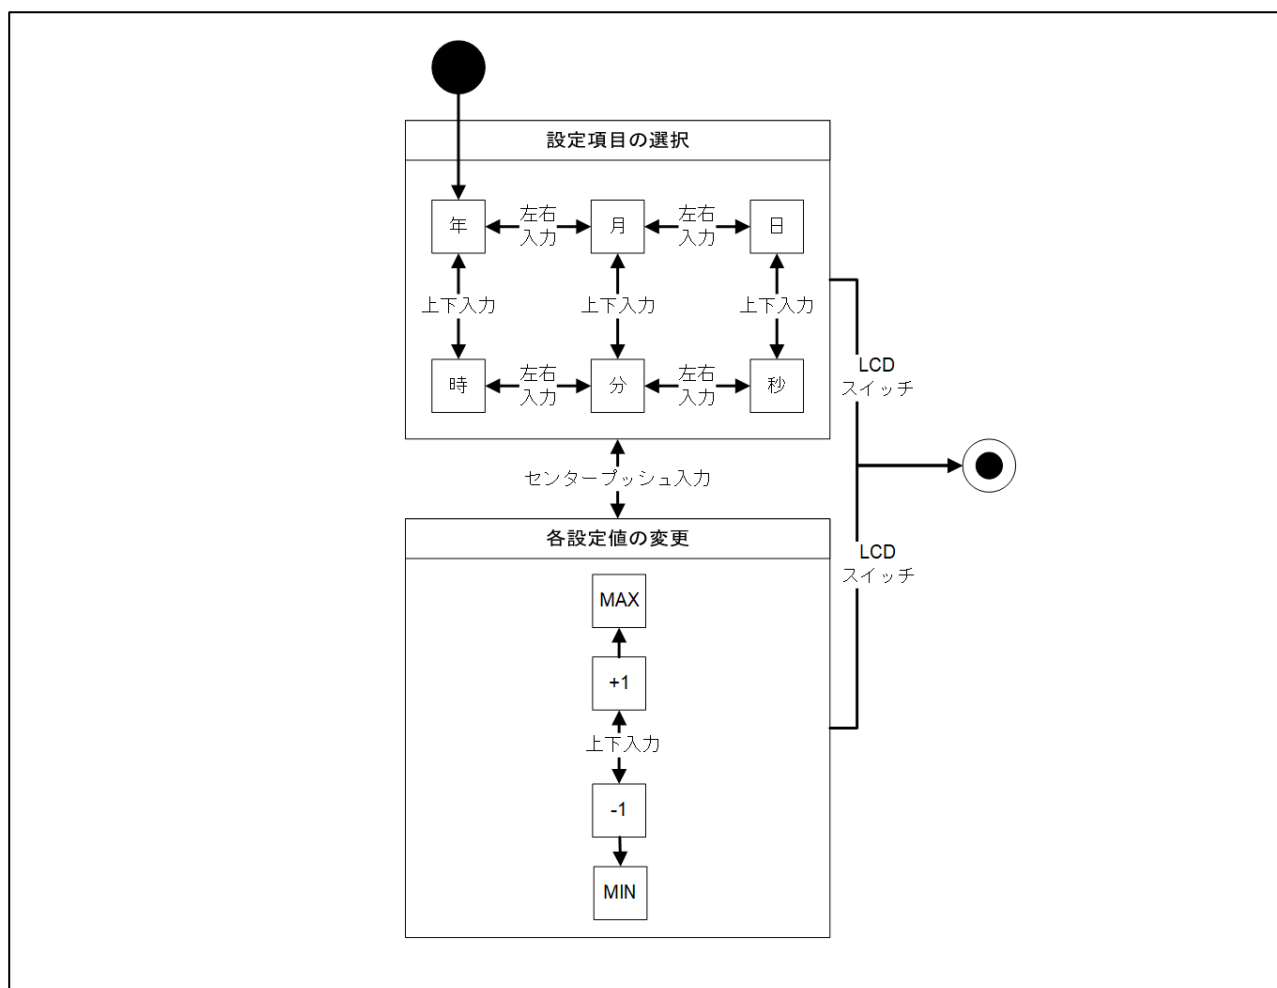 設定項目の選択
年
左右
入力
月
左右
入力
日
上下入力
上下入力
上下入力
時
左右
入力
分
左右
入力
秒
LCD
スイッチ
センタープッシュ入力
各設定値の変更
LCD
スイッチ
MAX
+1
上下入力
-1
MIN